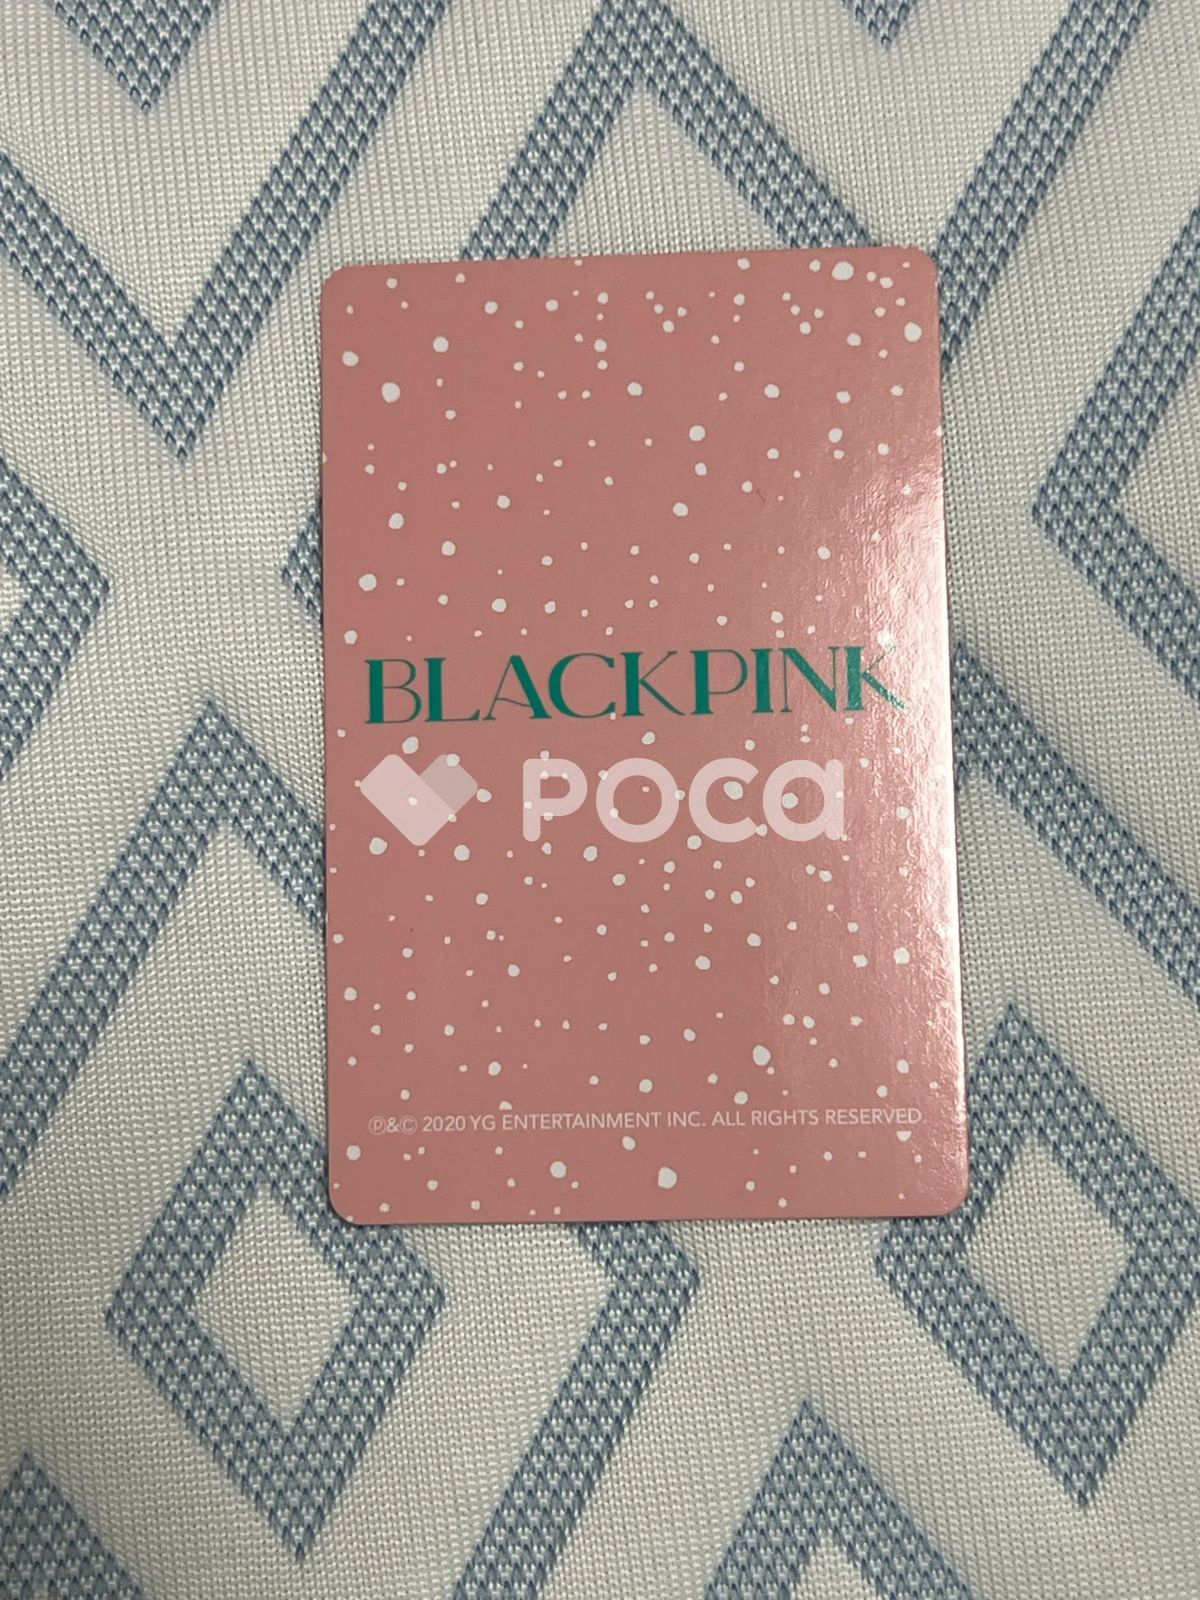 BLACKPINK
POCA
Ⓟ&Ⓒ 2020 YG ENTERTAINMENT INC. ALL RIGHTS RESERVED.